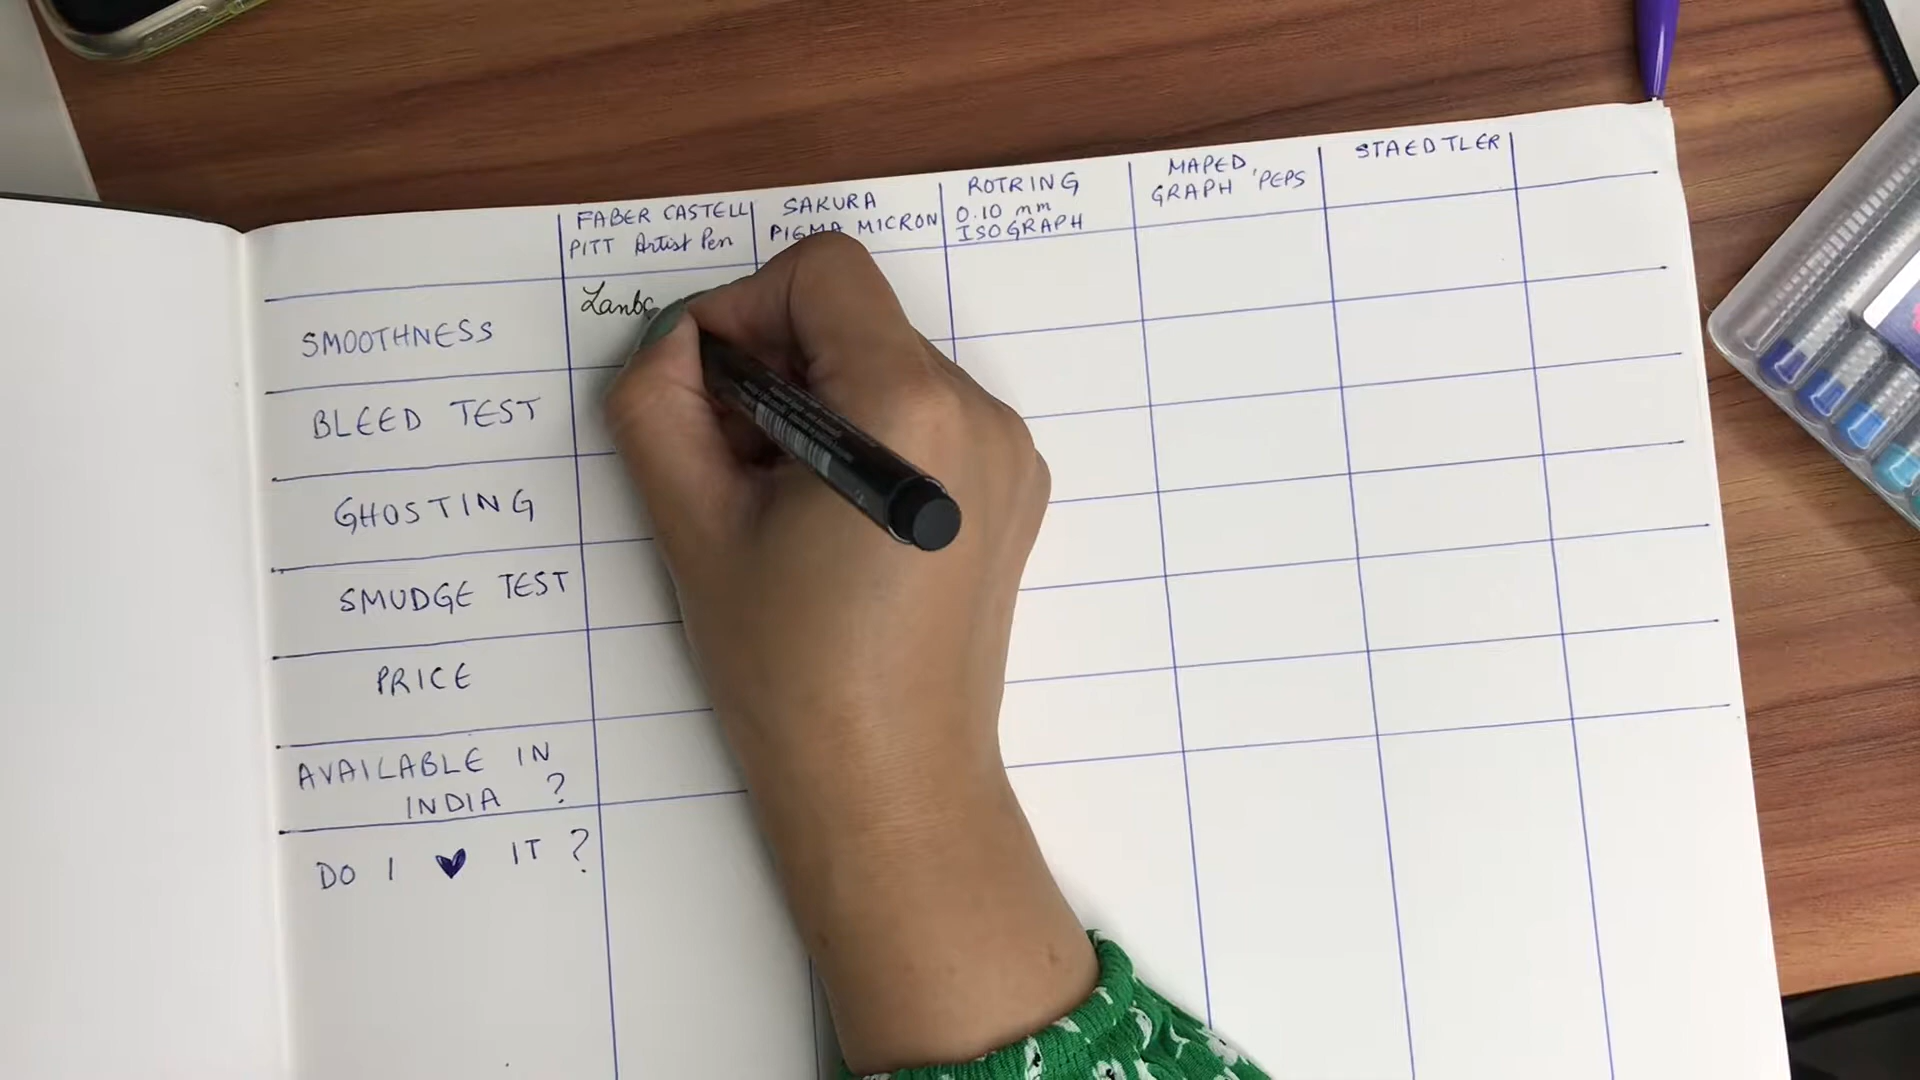 FABER CASTELL
PITT Artist Pen
SAKURA
PIGMA MICRON
ROTRING
0.10 mm
ISOGRAPH
MAPED
GRAPH 'PEPS
STAEDTLER
SMOOTHNESS
BLEED TEST
GHOSTING
SMUDGE TEST
PRICE
AVAILABLE IN
INDIA ?
DO I ♥ IT ?